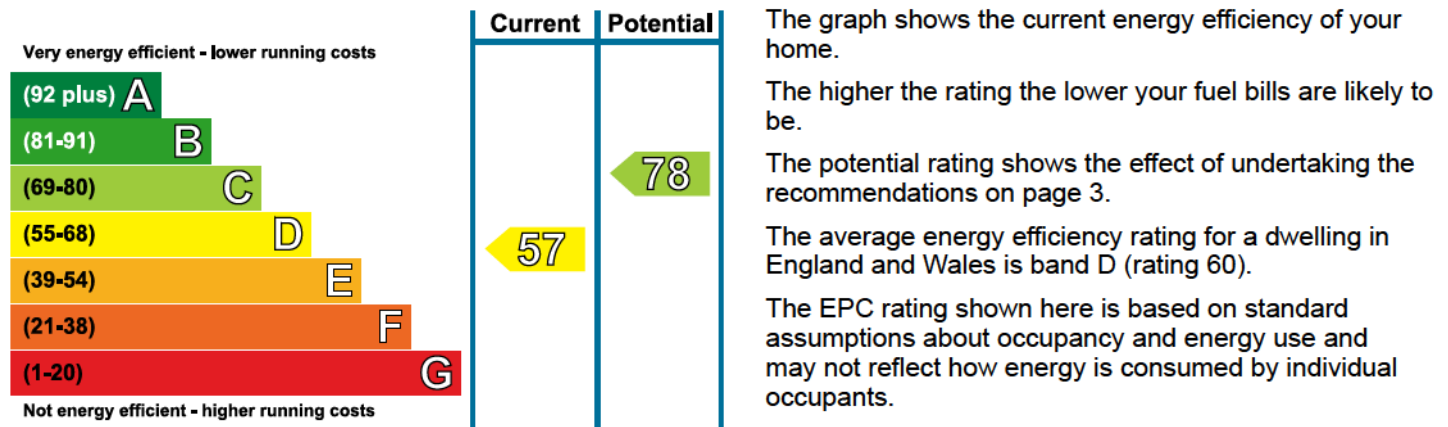 Current Potential
Very energy efficient - lower running costs
(92 plus) A
(81-91) B
(69-80) C
78
(55-68) D
57
(39-54) E
(21-38) F
(1-20) G
Not energy efficient - higher running costs
The graph shows the current energy efficiency of your
home.
The higher the rating the lower your fuel bills are likely to
be.
The potential rating shows the effect of undertaking the
recommendations on page 3.
The average energy efficiency rating for a dwelling in
England and Wales is band D (rating 60).
The EPC rating shown here is based on standard
assumptions about occupancy and energy use and
may not reflect how energy is consumed by individual
occupants.